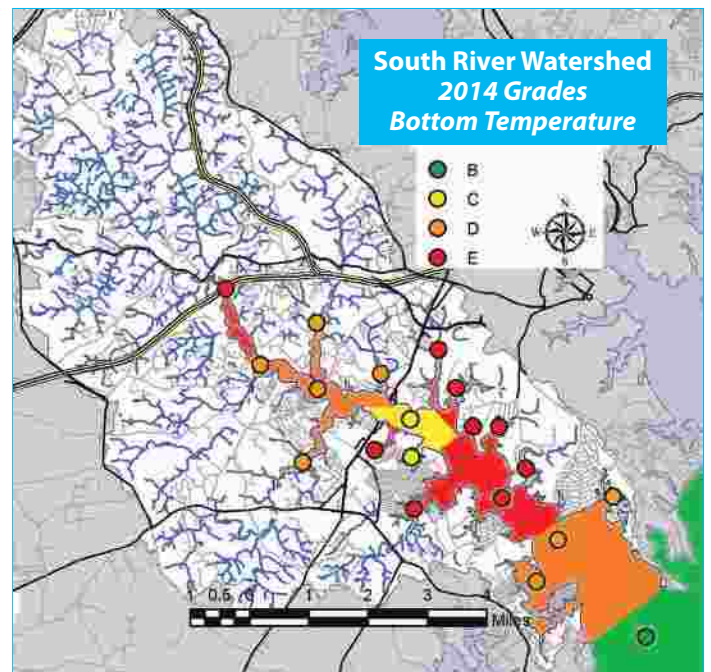 South River Watershed
2014 Grades
Bottom Temperature
B
C
D
E
N
W E
S
1 0.5 0 1 2 3 4
Miles